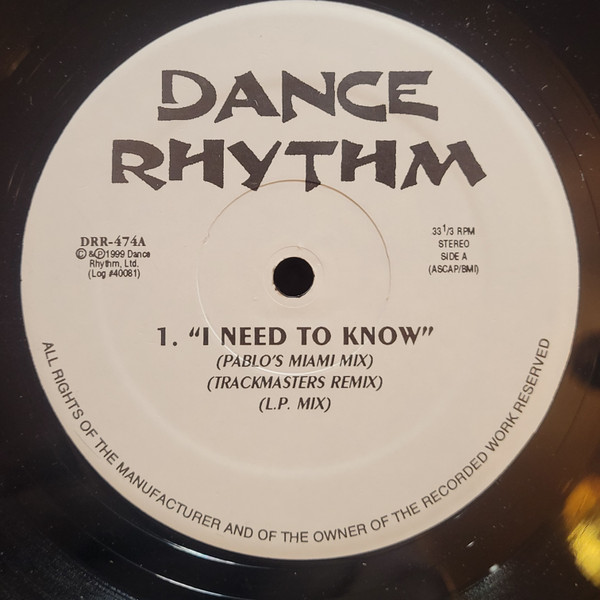 DANCE
RHYTHM
DRR-474A
©&℗1999 Dance
Rhythm, Ltd.
(Log #40081)
33 1/3 RPM
STEREO
SIDE A
(ASCAP/BMI)
1. "I NEED TO KNOW"
(PABLO'S MIAMI MIX)
(TRACKMASTERS REMIX)
(L.P. MIX)
ALL RIGHTS OF THE MANUFACTURER AND OF THE OWNER OF THE RECORDED WORK RESERVED